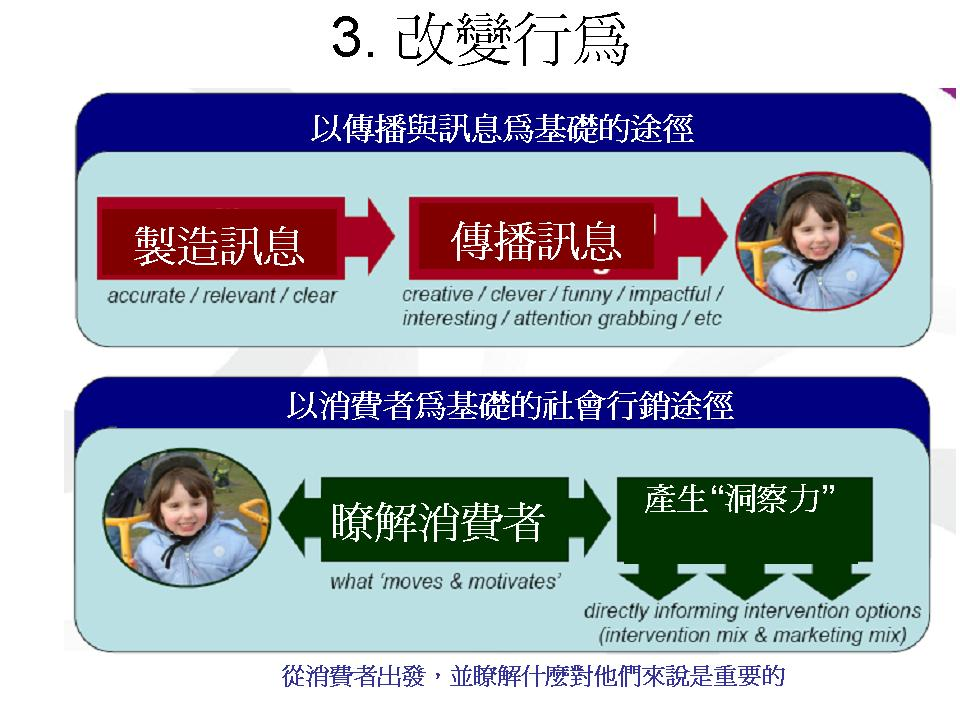 3. 改變行為
以傳播與訊息為基礎的途徑
製造訊息
傳播訊息
accurate / relevant / clear
creative / clever / funny / impactful /
interesting / attention grabbing / etc
以消費者為基礎的社會行銷途徑
瞭解消費者
產生“洞察力”
what ‘moves & motivates’
directly informing intervention options
(intervention mix & marketing mix)
從消費者出發，並瞭解什麼對他們來說是重要的